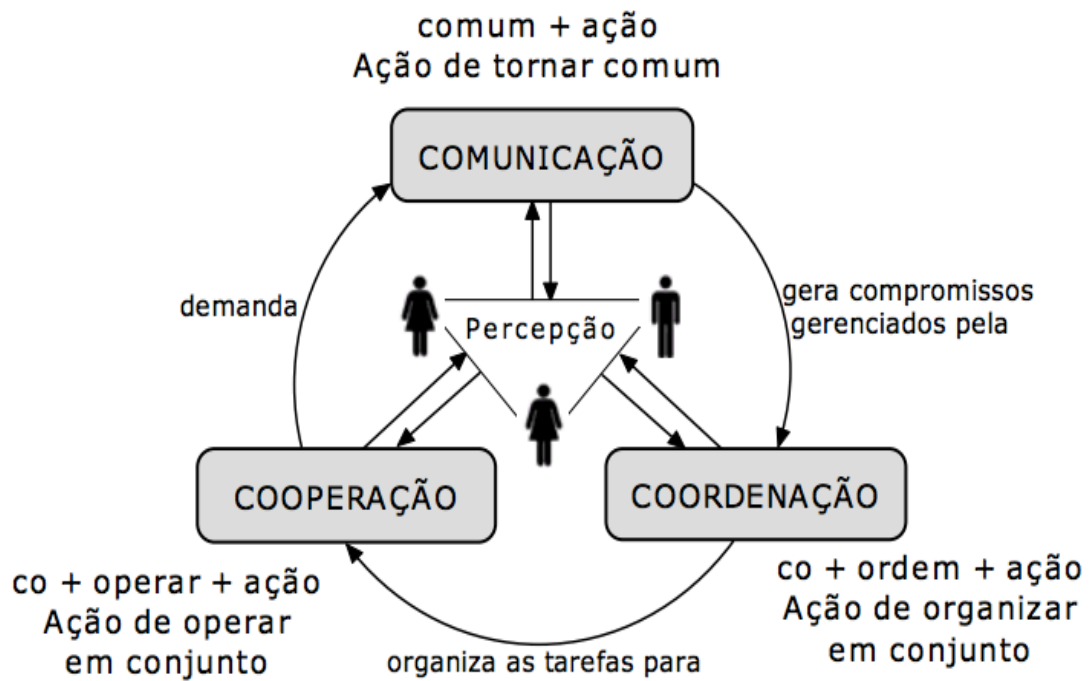 comum + ação
Ação de tornar comum
COMUNICAÇÃO
demanda
gera compromissos
gerenciados pela
Percepção
COOPERAÇÃO
COORDENAÇÃO
co + operar + ação
Ação de operar
em conjunto
co + ordem + ação
Ação de organizar
em conjunto
organiza as tarefas para